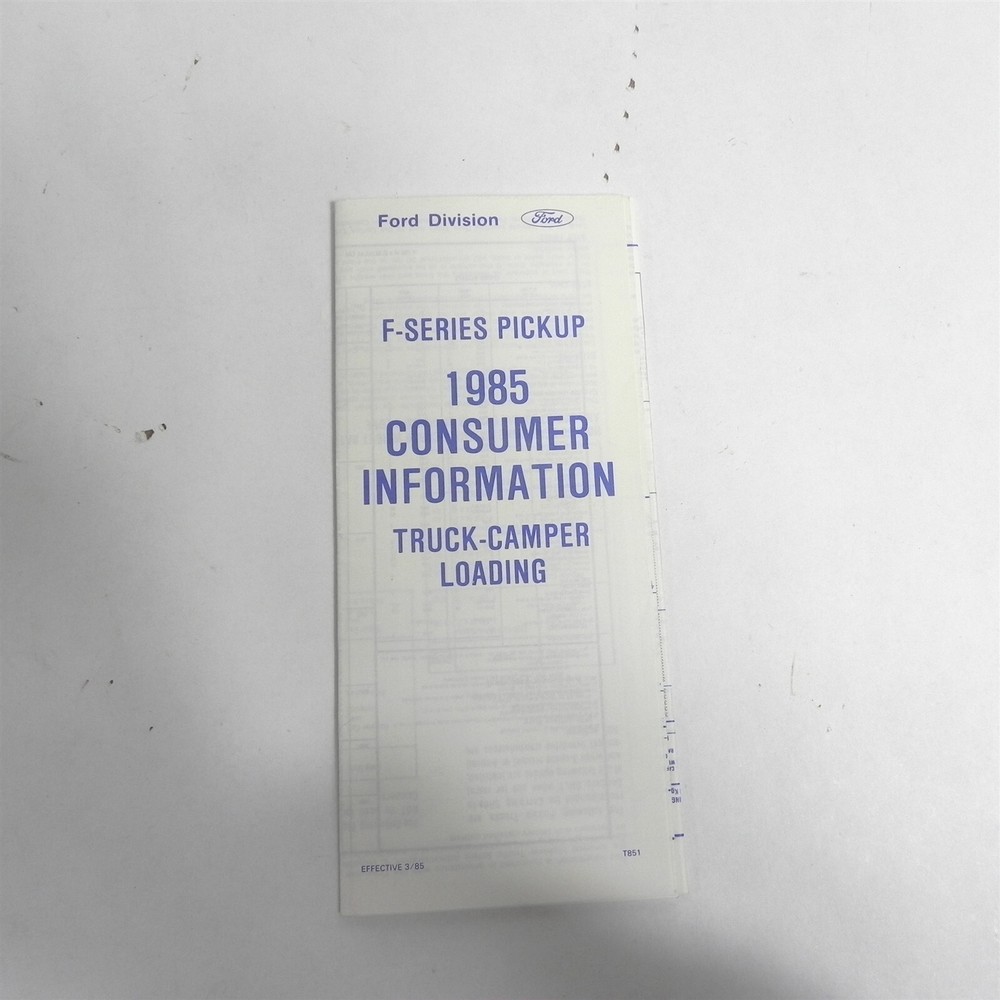 Ford Division Ford
F-SERIES PICKUP
1985
CONSUMER
INFORMATION
TRUCK-CAMPER
LOADING
EFFECTIVE 3/85
T851